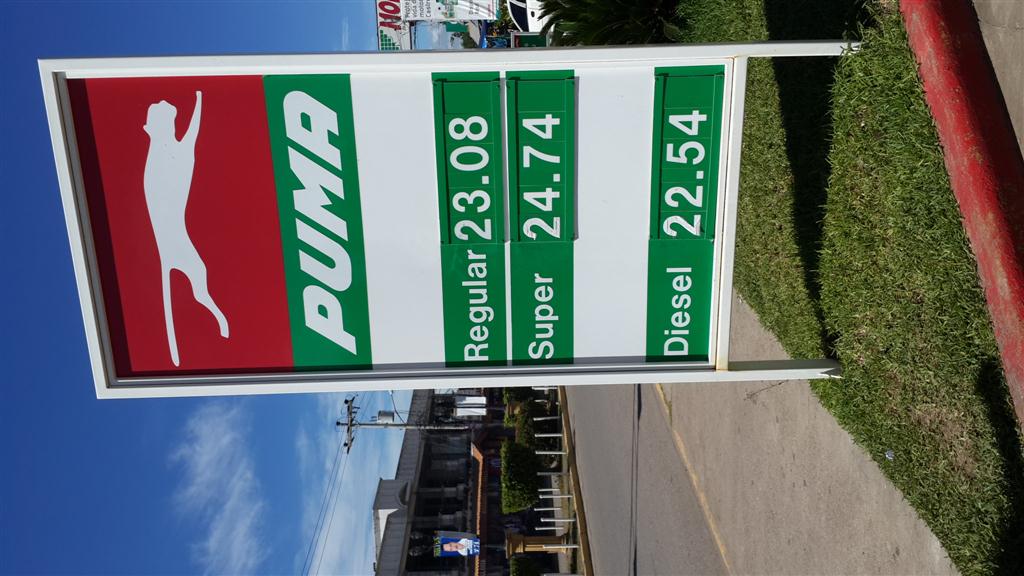 PUMA
Regular 23.08
Super 24.74
Diesel 22.54